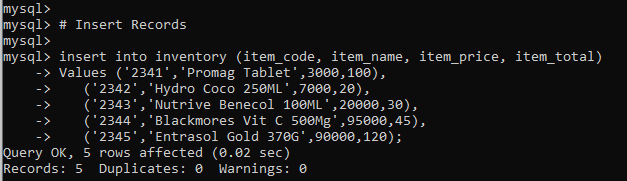 mysql>
mysql> # Insert Records
mysql>
mysql> insert into inventory (item_code, item_name, item_price, item_total)
    -> Values ('2341','Promag Tablet',3000,100),
    ->    ('2342','Hydro Coco 250ML',7000,20),
    ->    ('2343','Nutrive Benecol 100ML',20000,30),
    ->    ('2344','Blackmores Vit C 500Mg',95000,45),
    ->    ('2345','Entrasol Gold 370G',90000,120);
Query OK, 5 rows affected (0.02 sec)
Records: 5  Duplicates: 0  Warnings: 0